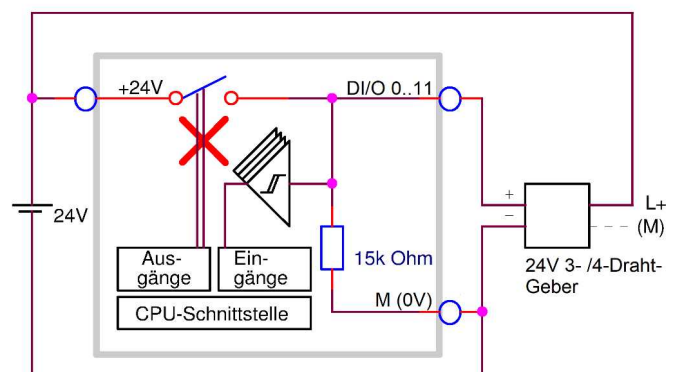 +24V
DI/O 0..11
24V
+
−
L+
(M)
Aus-
gänge
Ein-
gänge
15k Ohm
24V 3- /4-Draht-
Geber
M (0V)
CPU-Schnittstelle